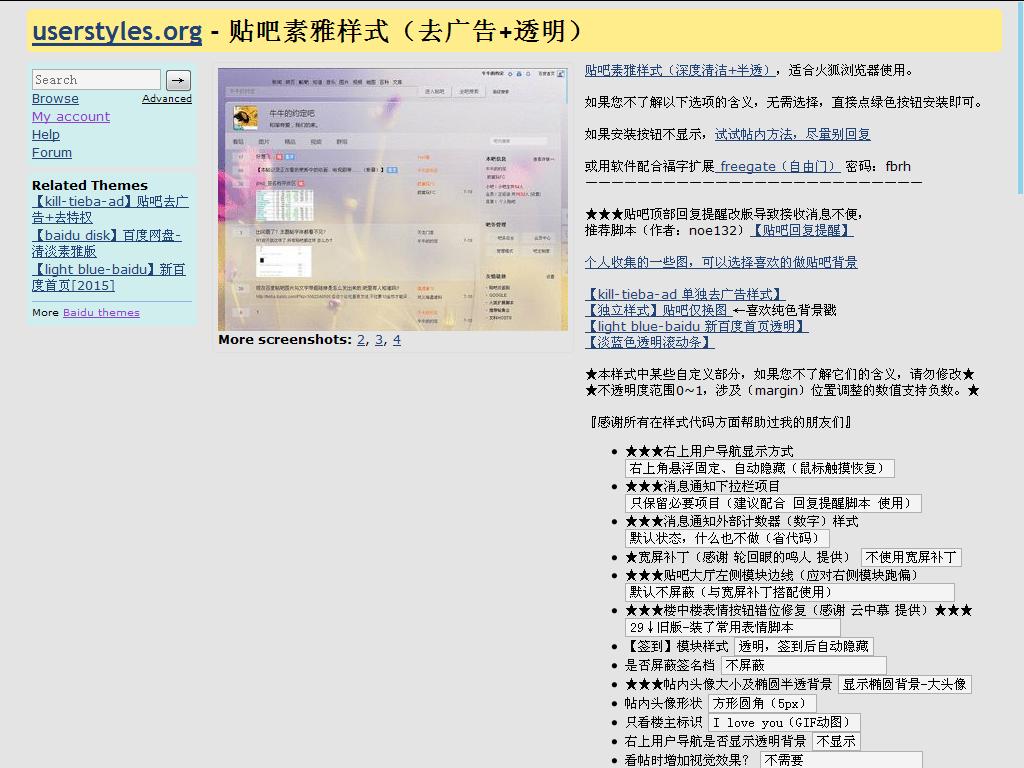 userstyles.org - 贴吧素雅样式（去广告+透明）
Search →
Browse Advanced
My account
Help
Forum
Related Themes
【kill-tieba-ad】贴吧去广
告+去特权
【baidu disk】百度网盘-
清淡素雅版
【light blue-baidu】新百
度首页[2015]
More Baidu themes
牛牛的约定吧
More screenshots: 2, 3, 4
贴吧素雅样式（深度清洁+半透），适合火狐浏览器使用。
如果您不了解以下选项的含义，无需选择，直接点绿色按钮安装即可。
如果安装按钮不显示，试试帖内方法，尽量别回复
或用软件配合福字扩展 freegate（自由门） 密码：fbrh
——————————————————————————
★★★贴吧顶部回复提醒改版导致接收消息不便，
推荐脚本（作者：noe132）【贴吧回复提醒】
个人收集的一些图，可以选择喜欢的做贴吧背景
【kill-tieba-ad 单独去广告样式】
【独立样式】贴吧仅换图 ←喜欢纯色背景戳
【light blue-baidu 新百度首页透明】
【淡蓝色透明滚动条】
★本样式中某些自定义部分，如果您不了解它们的含义，请勿修改★
★不透明度范围0~1，涉及（margin）位置调整的数值支持负数。★
『感谢所有在样式代码方面帮助过我的朋友们』
• ★★★右上用户导航显示方式
右上角悬浮固定、自动隐藏（鼠标触摸恢复）
• ★★★消息通知下拉栏项目
只保留必要项目（建议配合 回复提醒脚本 使用）
• ★★★消息通知外部计数器（数字）样式
默认状态，什么也不做（省代码）
• ★宽屏补丁（感谢 轮回眼的鸣人 提供） 不使用宽屏补丁
• ★★★贴吧大厅左侧模块边线（应对右侧模块跑偏）
默认不屏蔽（与宽屏补丁搭配使用）
• ★★★楼中楼表情按钮错位修复（感谢 云中慕 提供）★★★
29↓旧版-装了常用表情脚本
• 【签到】模块样式 透明，签到后自动隐藏
• 是否屏蔽签名档 不屏蔽
• ★★★帖内头像大小及椭圆半透背景 显示椭圆背景-大头像
• 帖内头像形状 方形圆角（5px）
• 只看楼主标识 I love you（GIF动图）
• 右上用户导航是否显示透明背景 不显示
• 看帖时增加视觉效果？ 不需要